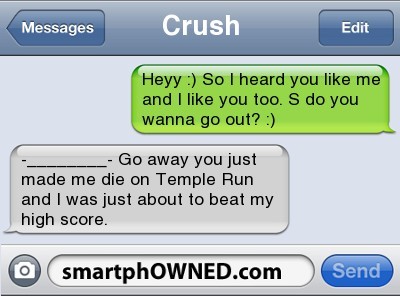 Messages
Crush
Edit
Heyy :) So I heard you like me
and I like you too. S do you
wanna go out? :)
-________- Go away you just
made me die on Temple Run
and I was just about to beat my
high score.
smartphOWNED.com
Send